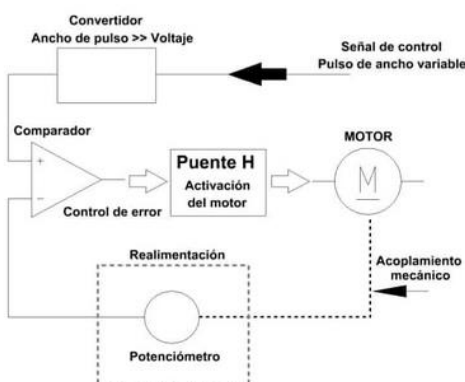 Convertidor
Ancho de pulso >> Voltaje
Señal de control
Pulso de ancho variable
Comparador
+
−
Control de error
Puente H
Activación
del motor
MOTOR
M
Realimentación
Acoplamiento
mecánico
Potenciómetro